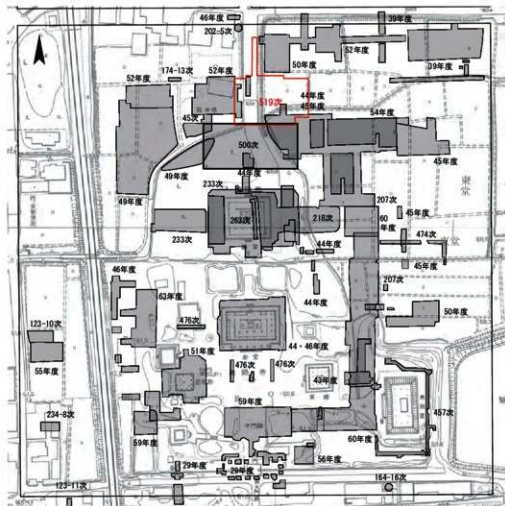 46年度
202-5次
39年度
52年度
174-13次
52年度
50年度
52年度
39年度
519次
44年度
45年度
45次
54年度
500次
44年度
45年度
49年度
49年度
233次
263次
218次
207次
60年度
45年度
474次
東堂
233次
44年度
45年度
46年度
63年度
44年度
207次
50年度
123-10次
476次
51年度
44・46年度
55年度
476次
476次
43年度
457次
234-8次
59年度
中門
59年度
60年度
56年度
29年度
29年度
123-11次
164-16次